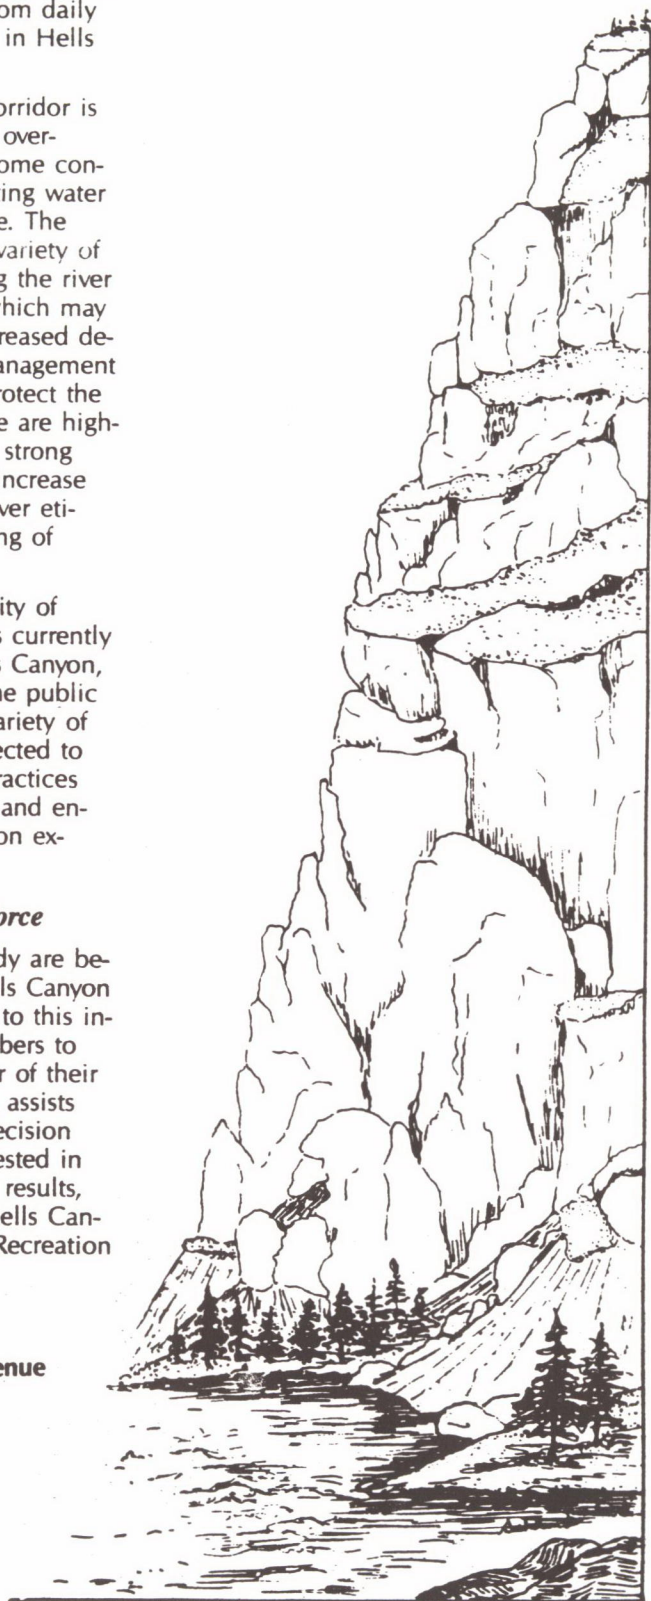 om daily
in Hells
orridor is
over-
ome con-
ing water
e. The
variety of
g the river
which may
reased de-
anagement
rotect the
e are high-
strong
ncrease
ver eti-
ng of
ity of
s currently
s Canyon,
ne public
ariety of
ected to
ractices
and en-
on ex-
orce
dy are be-
ls Canyon
to this in-
bers to
r of their
assists
ecision
ested in
results,
ells Can-
Recreation
enue